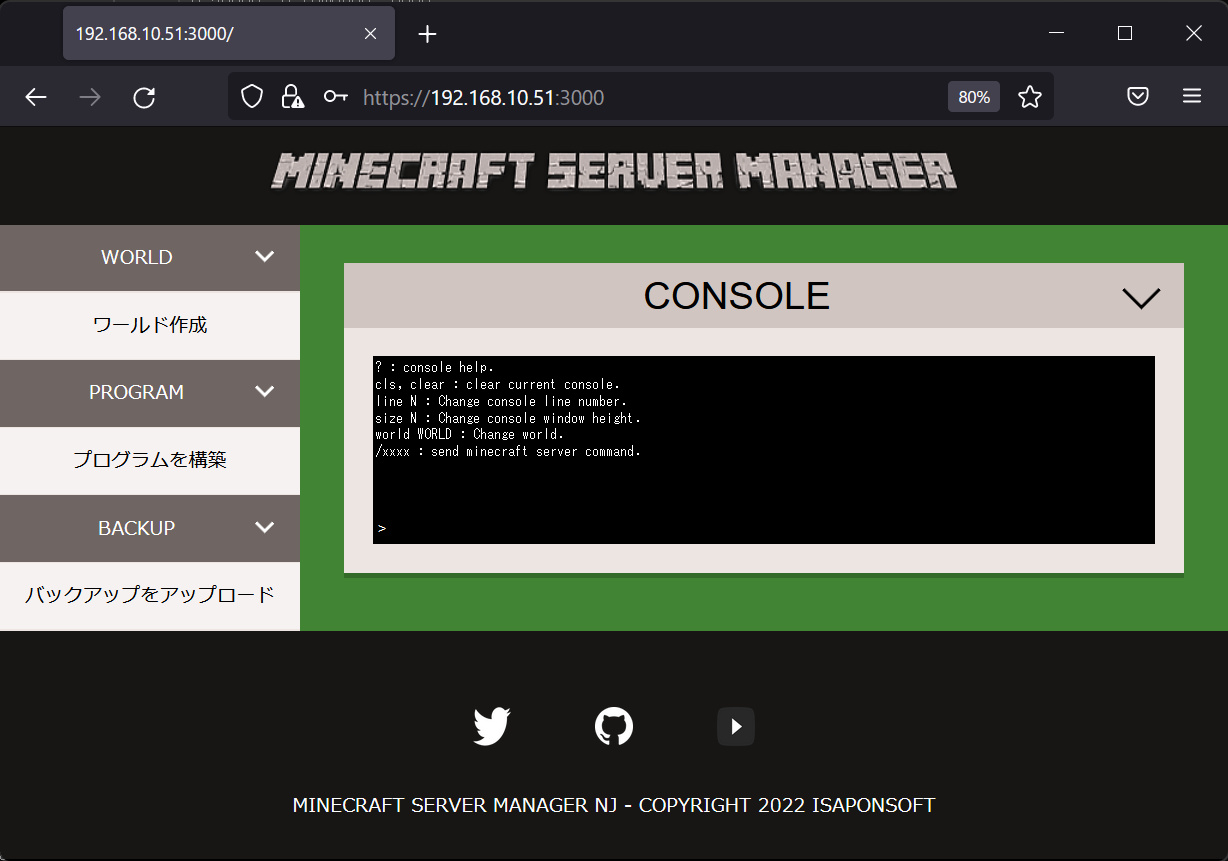 192.168.10.51:3000/
https://192.168.10.51:3000
80%
MINECRAFT SERVER MANAGER
WORLD
ワールド作成
PROGRAM
プログラムを構築
BACKUP
バックアップをアップロード
CONSOLE
? : console help.
cls, clear : clear current console.
line N : Change console line number.
size N : Change console window height.
world WORLD : Change world.
/xxxx : send minecraft server command.
>
MINECRAFT SERVER MANAGER NJ - COPYRIGHT 2022 ISAPONSOFT